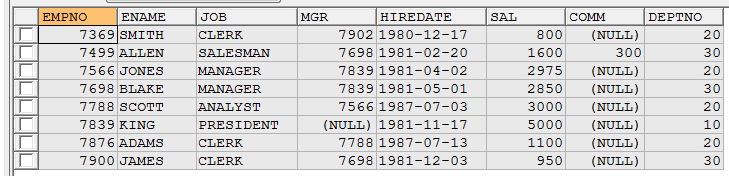 EMPNO ENAME JOB MGR HIREDATE SAL COMM DEPTNO
7369 SMITH CLERK 7902 1980-12-17 800 (NULL) 20
7499 ALLEN SALESMAN 7698 1981-02-20 1600 300 30
7566 JONES MANAGER 7839 1981-04-02 2975 (NULL) 20
7698 BLAKE MANAGER 7839 1981-05-01 2850 (NULL) 30
7788 SCOTT ANALYST 7566 1987-07-03 3000 (NULL) 20
7839 KING PRESIDENT (NULL) 1981-11-17 5000 (NULL) 10
7876 ADAMS CLERK 7788 1987-07-13 1100 (NULL) 20
7900 JAMES CLERK 7698 1981-12-03 950 (NULL) 30